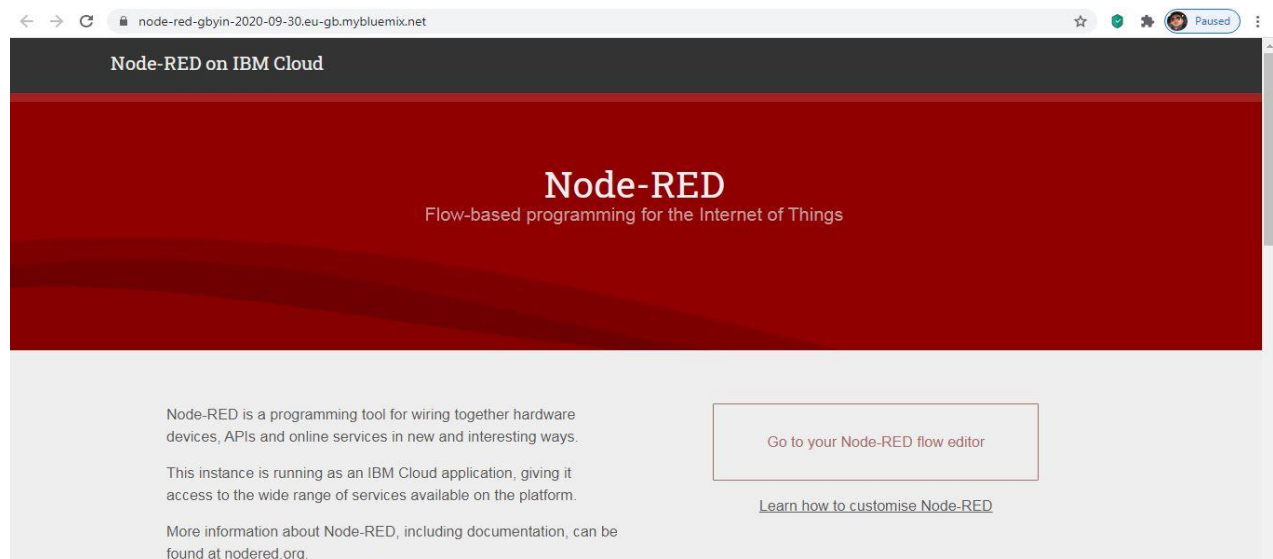 node-red-gbyin-2020-09-30.eu-gb.mybluemix.net
Paused
Node-RED on IBM Cloud
Node-RED
Flow-based programming for the Internet of Things
Node-RED is a programming tool for wiring together hardware
devices, APIs and online services in new and interesting ways.
This instance is running as an IBM Cloud application, giving it
access to the wide range of services available on the platform.
More information about Node-RED, including documentation, can be
found at nodered.org.
Go to your Node-RED flow editor
Learn how to customise Node-RED